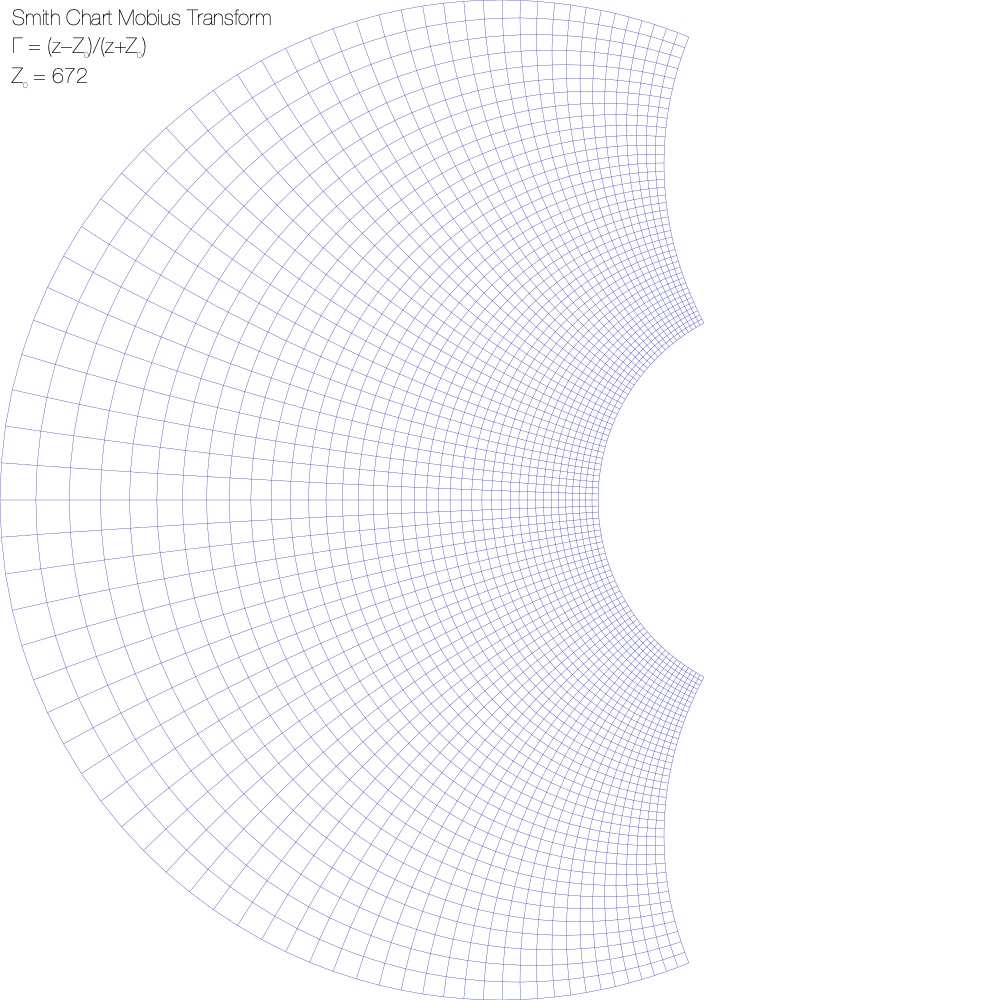 Smith Chart Mobius Transform
Γ = (z−Z₀)/(z+Z₀)
Z₀ = 672